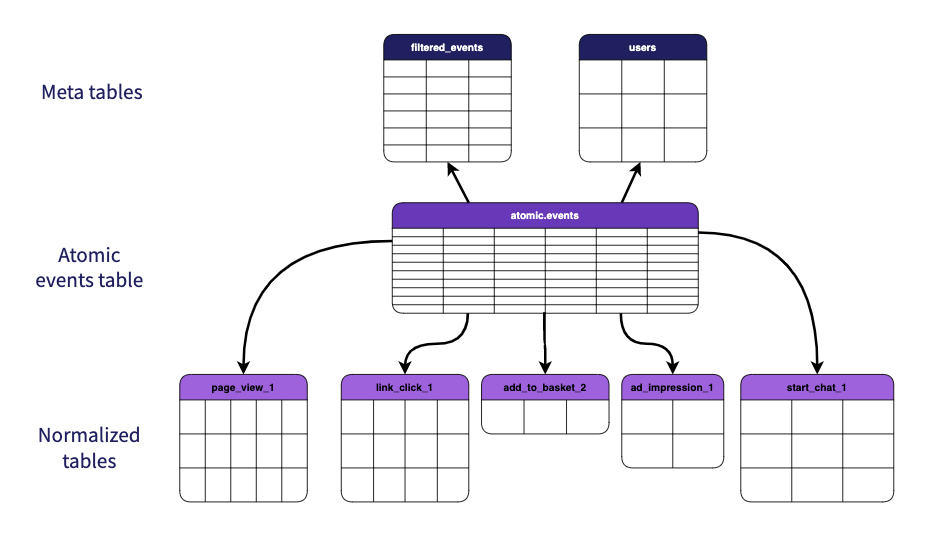 filtered_events
users
Meta tables
atomic.events
Atomic
events table
page_view_1
link_click_1
add_to_basket_2
ad_impression_1
start_chat_1
Normalized
tables